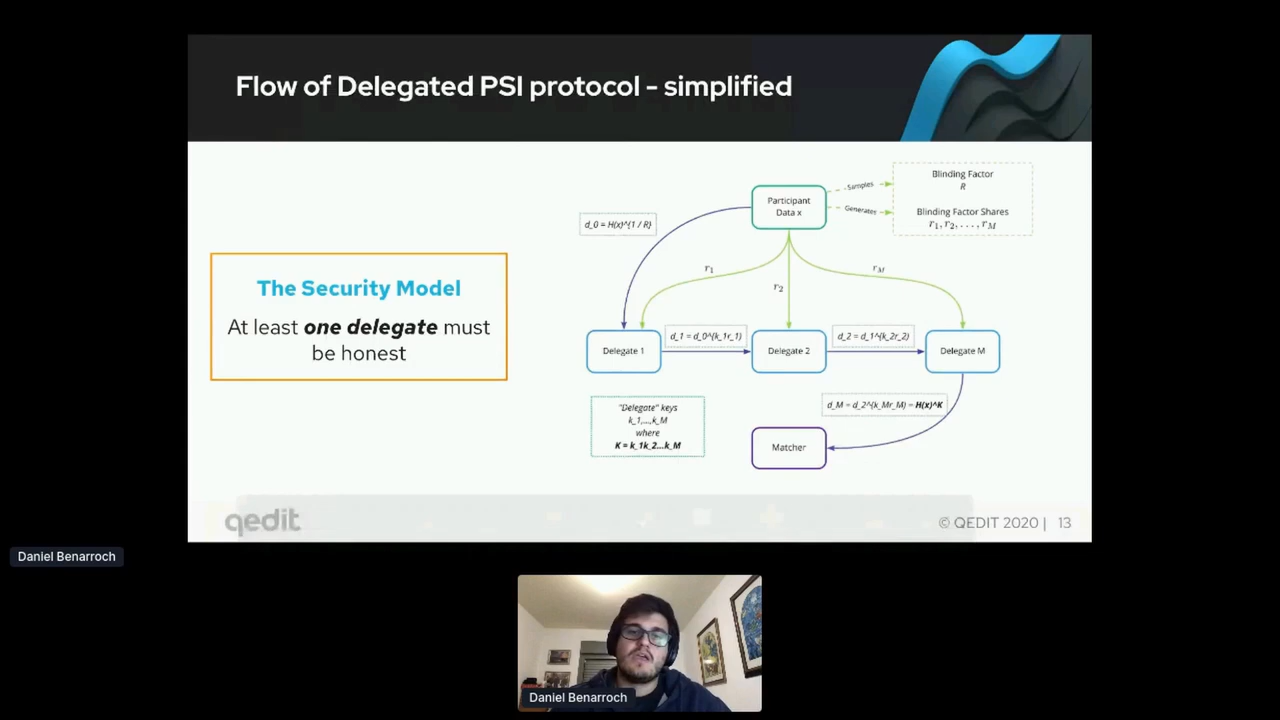 Flow of Delegated PSI protocol - simplified
The Security Model
At least one delegate must
be honest
Participant
Data x
Samples
Generates
Blinding Factor
R
Blinding Factor Shares
r_1, r_2, . . . , r_M
d_0 = H(x)^{1 / R}
r_1
r_2
r_M
Delegate 1
d_1 = d_0^{k_1r_1)
Delegate 2
d_2 = d_1^{k_2r_2)
Delegate M
"Delegate" keys
k_1,...,k_M
where
K = k_1k_2...k_M
d_M = d_2^{k_Mr_M) = H(x)^K
Matcher
qedit
© QEDIT 2020 | 13
Daniel Benarroch
Daniel Benarroch